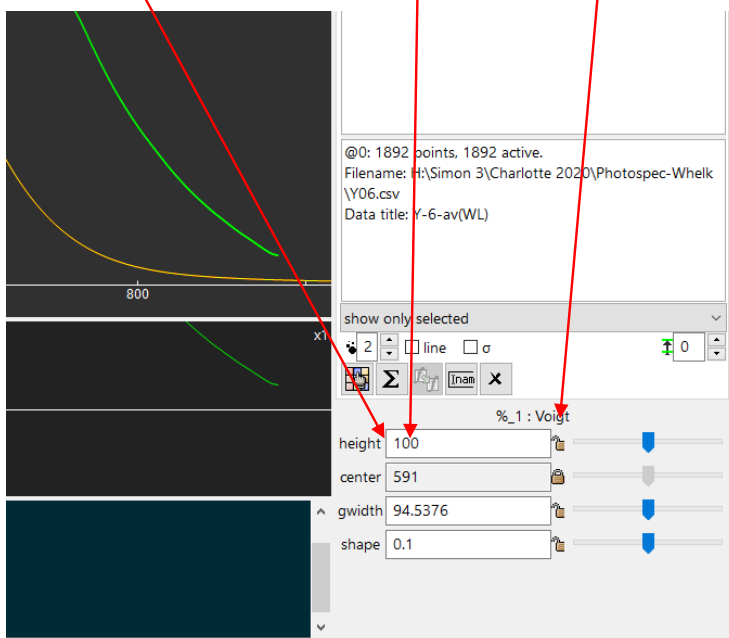 @0: 1892 points, 1892 active.
Filename: H:\Simon 3\Charlotte 2020\Photospec-Whelk
\Y06.csv
Data title: Y-6-av(WL)
800
show only selected
x1
2 line σ 0
Σ Inam x
%_1 : Voigt
height 100
center 591
gwidth 94.5376
shape 0.1